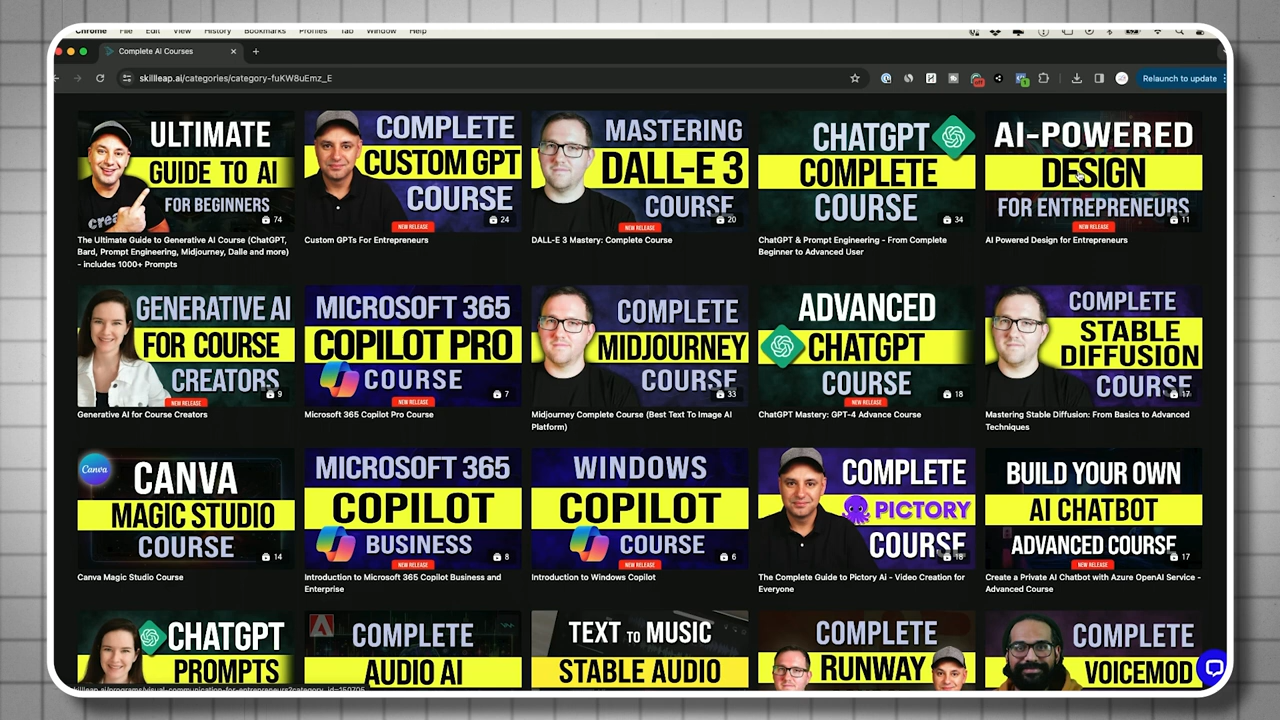 Chrome File Edit View History Bookmarks Profiles Tab Window Help
Complete AI Courses
skillleap.ai/categories/category-fuKW8uEmz_E
Relaunch to update
ULTIMATE
GUIDE TO AI
FOR BEGINNERS
74
The Ultimate Guide to Generative AI Course (ChatGPT,
Bard, Prompt Engineering, Midjourney, Dalle and more)
- includes 1000+ Prompts
COMPLETE
CUSTOM GPT
COURSE
24
NEW RELEASE
Custom GPTs For Entrepreneurs
MASTERING
DALL-E 3
COURSE
20
NEW RELEASE
DALL-E 3 Mastery: Complete Course
CHATGPT
COMPLETE
COURSE
34
ChatGPT & Prompt Engineering - From Complete
Beginner to Advanced User
AI-POWERED
DESIGN
FOR ENTREPRENEURS
11
NEW RELEASE
AI Powered Design for Entrepreneurs
GENERATIVE AI
FOR COURSE
CREATORS
9
NEW RELEASE
Generative AI for Course Creators
MICROSOFT 365
COPILOT PRO
COURSE
7
NEW RELEASE
Microsoft 365 Copilot Pro Course
COMPLETE
MIDJOURNEY
COURSE
33
Midjourney Complete Course (Best Text To Image AI
Platform)
ADVANCED
CHATGPT
COURSE
18
NEW RELEASE
ChatGPT Mastery: GPT-4 Advance Course
COMPLETE
STABLE
DIFFUSION
COURSE
17
Mastering Stable Diffusion: From Basics to Advanced
Techniques
Canva
CANVA
MAGIC STUDIO
COURSE
14
Canva Magic Studio Course
MICROSOFT 365
COPILOT
BUSINESS
8
NEW RELEASE
Introduction to Microsoft 365 Copilot Business and
Enterprise
WINDOWS
COPILOT
COURSE
6
NEW RELEASE
Introduction to Windows Copilot
COMPLETE
PICTORY
COURSE
18
The Complete Guide to Pictory Ai - Video Creation for
Everyone
BUILD YOUR OWN
AI CHATBOT
ADVANCED COURSE
17
NEW RELEASE
Create a Private AI Chatbot with Azure OpenAI Service -
Advanced Course
CHATGPT
PROMPTS
COMPLETE
AUDIO AI
TEXT TO MUSIC
STABLE AUDIO
COMPLETE
RUNWAY
COMPLETE
VOICEMOD